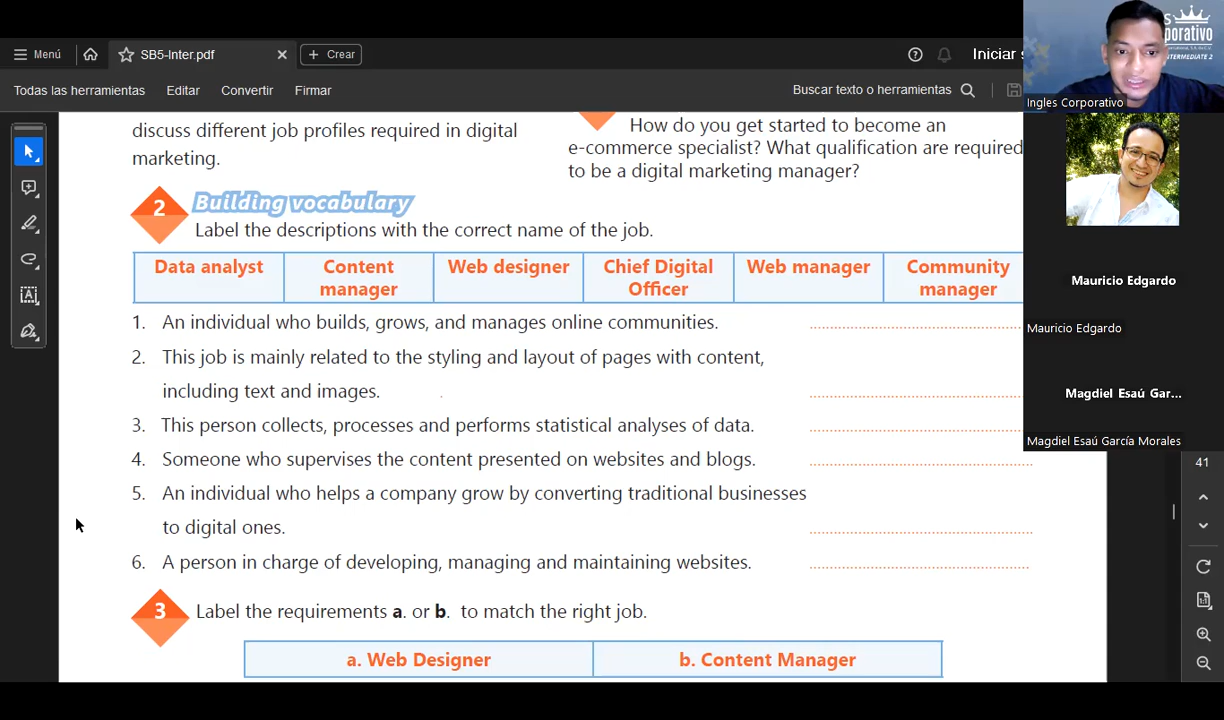 Menú
SB5-Inter.pdf
Crear
Iniciar s
Todas las herramientas
Editar
Convertir
Firmar
Buscar texto o herramientas
S
porativo
INTERMEDIATE 2
Ingles Corporativo
discuss different job profiles required in digital
marketing.
How do you get started to become an
e-commerce specialist? What qualification are required
to be a digital marketing manager?
2
Building vocabulary
Label the descriptions with the correct name of the job.
Data analyst
Content
manager
Web designer
Chief Digital
Officer
Web manager
Community
manager
1. An individual who builds, grows, and manages online communities.
2. This job is mainly related to the styling and layout of pages with content,
including text and images.
3. This person collects, processes and performs statistical analyses of data.
4. Someone who supervises the content presented on websites and blogs.
5. An individual who helps a company grow by converting traditional businesses
to digital ones.
6. A person in charge of developing, managing and maintaining websites.
3
Label the requirements a. or b. to match the right job.
a. Web Designer
b. Content Manager
Mauricio Edgardo
Mauricio Edgardo
Magdiel Esaú Gar...
Magdiel Esaú García Morales
41